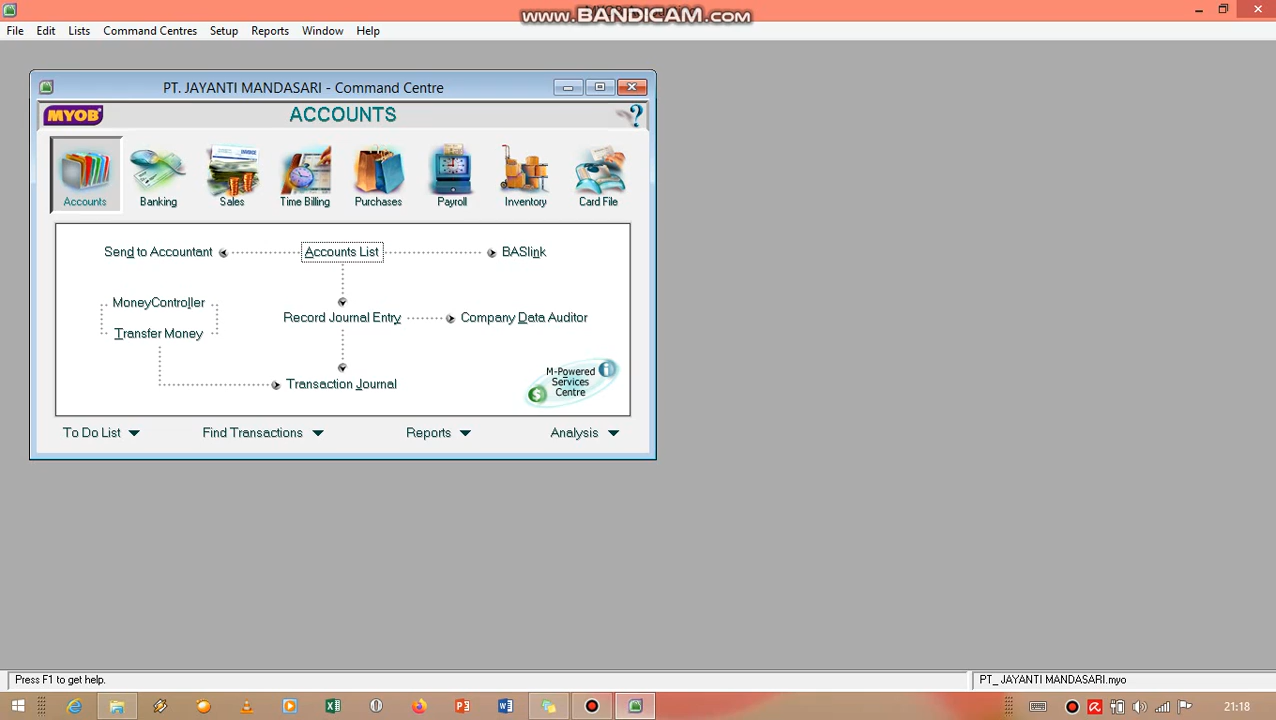 www.BANDICAM.com
File Edit Lists Command Centres Setup Reports Window Help
PT. JAYANTI MANDASARI - Command Centre
MYOB ACCOUNTS
Accounts Banking Sales Time Billing Purchases Payroll Inventory Card File
Send to Accountant Accounts List BASlink
MoneyController
Record Journal Entry Company Data Auditor
Transfer Money
Transaction Journal
M-Powered
Services
Centre
To Do List Find Transactions Reports Analysis
Press F1 to get help. PT_ JAYANTI MANDASARI.myo
21:18